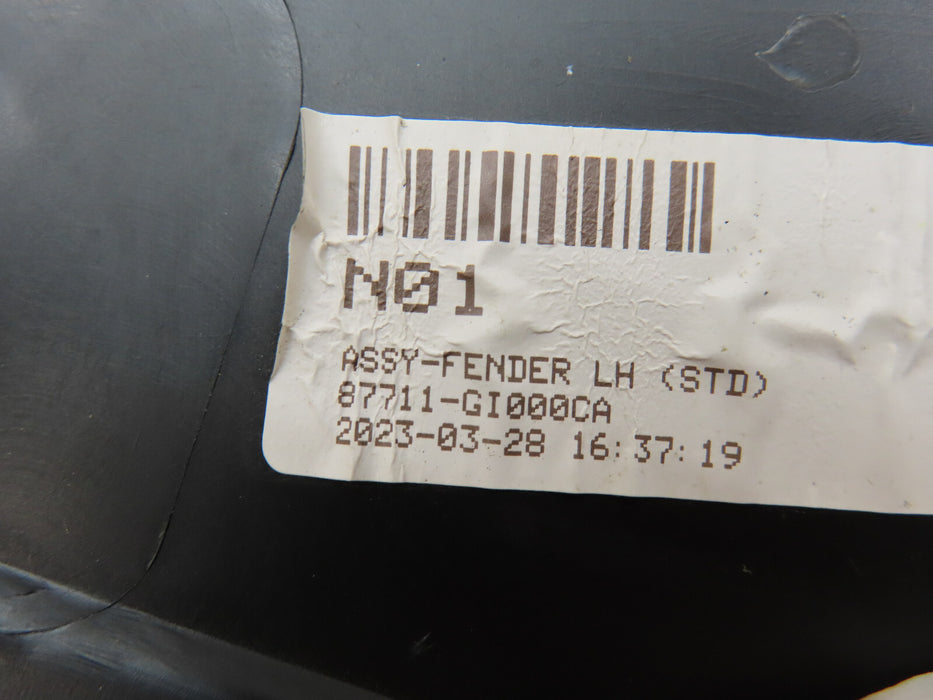 N01
ASSY-FENDER LH (STD)
87711-GI000CA
2023-03-28 16:37:19